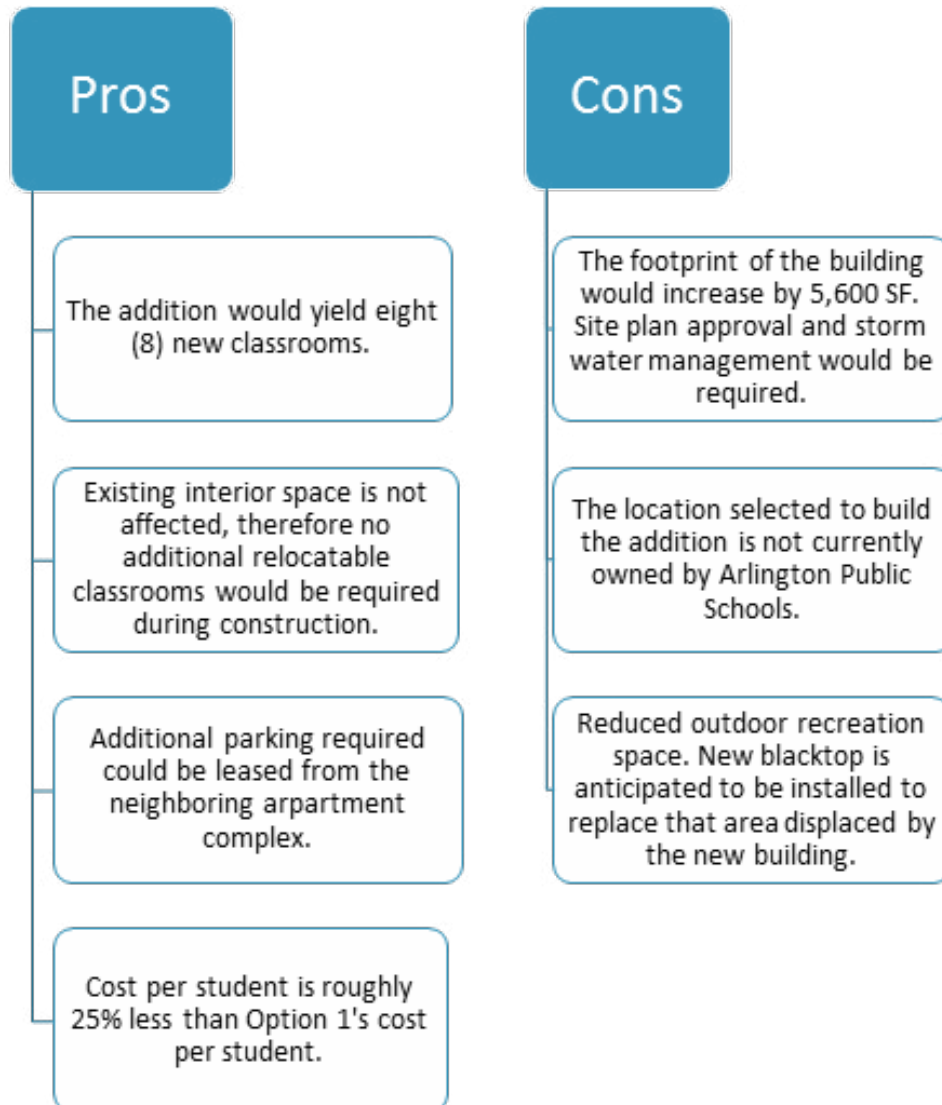 Pros
The addition would yield eight
(8) new classrooms.
Existing interior space is not
affected, therefore no
additional relocatable
classrooms would be required
during construction.
Additional parking required
could be leased from the
neighboring arpartment
complex.
Cost per student is roughly
25% less than Option 1's cost
per student.
Cons
The footprint of the building
would increase by 5,600 SF.
Site plan approval and storm
water management would be
required.
The location selected to build
the addition is not currently
owned by Arlington Public
Schools.
Reduced outdoor recreation
space. New blacktop is
anticipated to be installed to
replace that area displaced by
the new building.